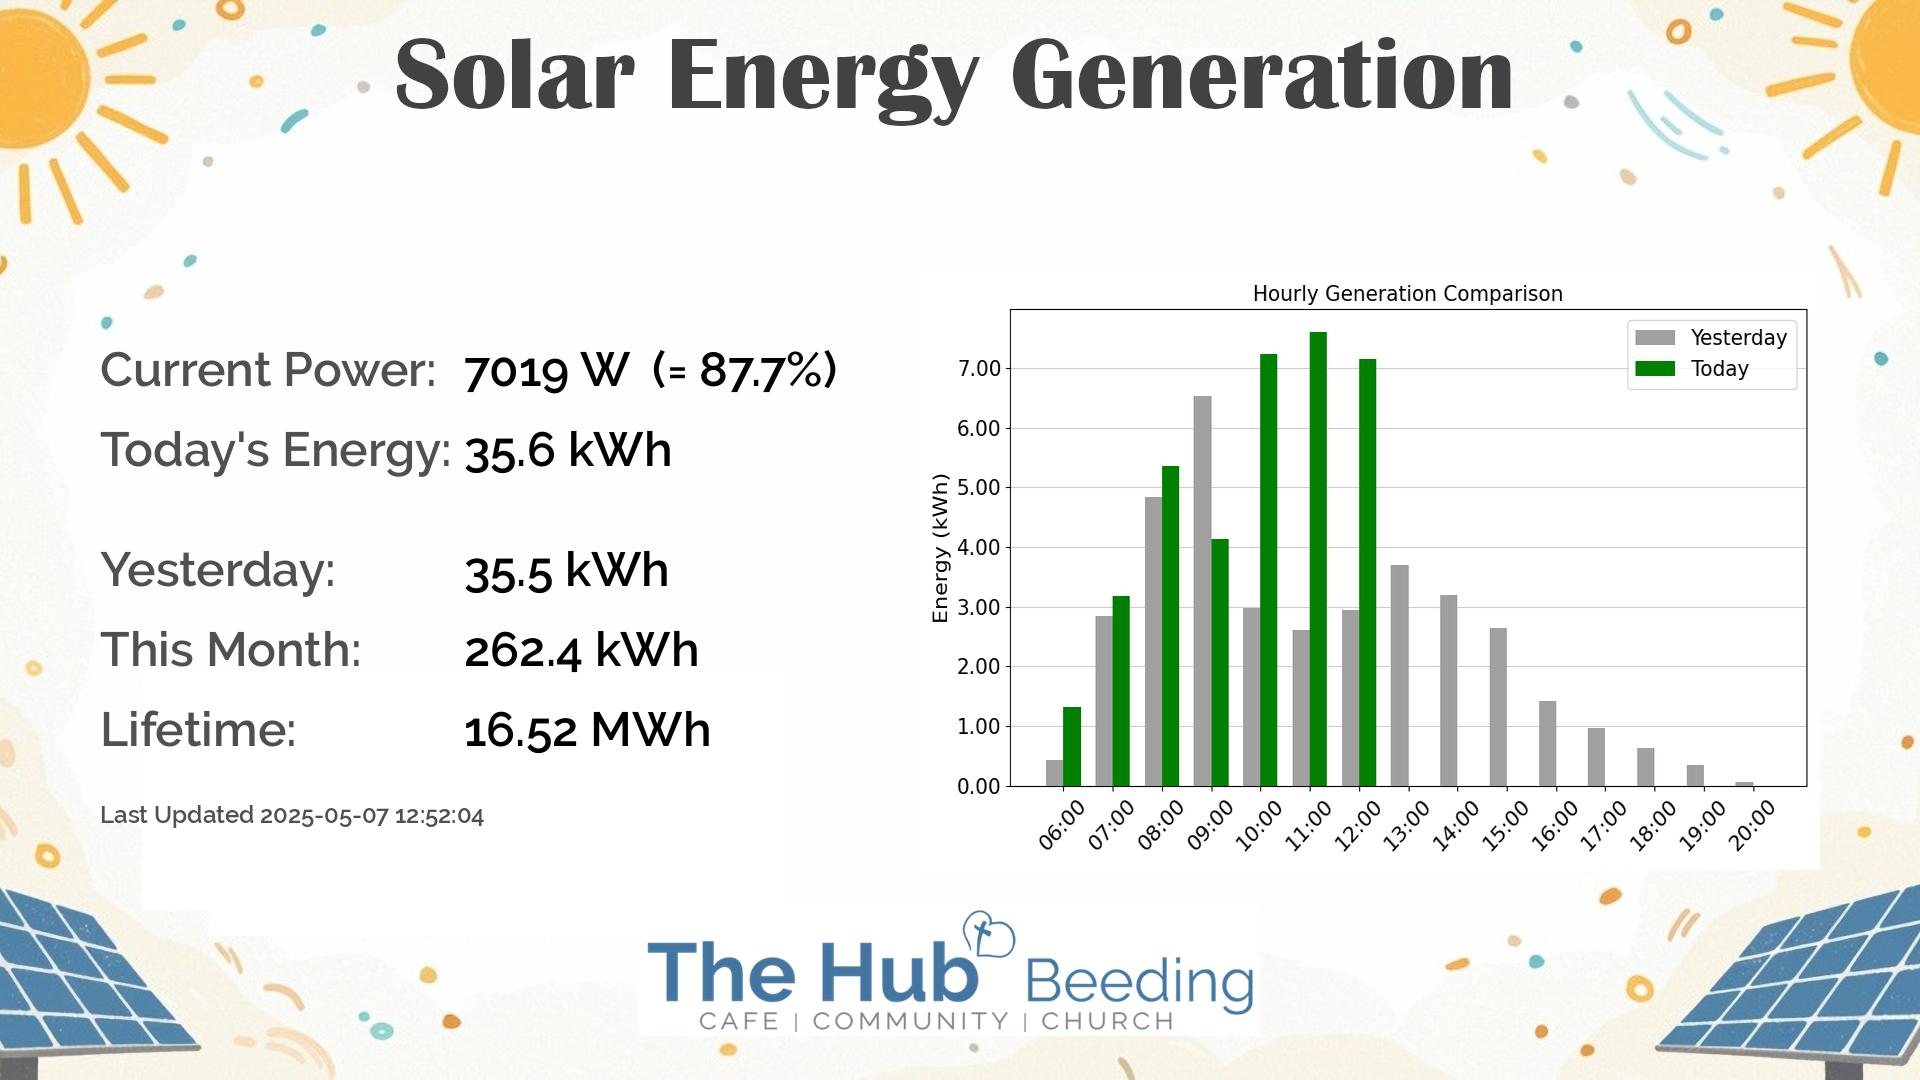 Solar Energy Generation
Current Power: 7019 W (= 87.7%)
Today's Energy: 35.6 kWh
Yesterday: 35.5 kWh
This Month: 262.4 kWh
Lifetime: 16.52 MWh
Last Updated 2025-05-07 12:52:04
Hourly Generation Comparison
Yesterday
Today
Energy (kWh)
7.00
6.00
5.00
4.00
3.00
2.00
1.00
0.00
06:00 07:00 08:00 09:00 10:00 11:00 12:00 13:00 14:00 15:00 16:00 17:00 18:00 19:00 20:00
The Hub Beeding
CAFE | COMMUNITY | CHURCH